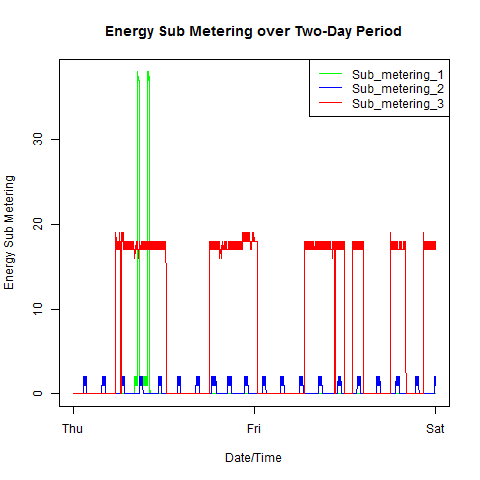 Energy Sub Metering over Two-Day Period
Sub_metering_1
Sub_metering_2
Sub_metering_3
Energy Sub Metering
30
20
10
0
Thu
Fri
Sat
Date/Time